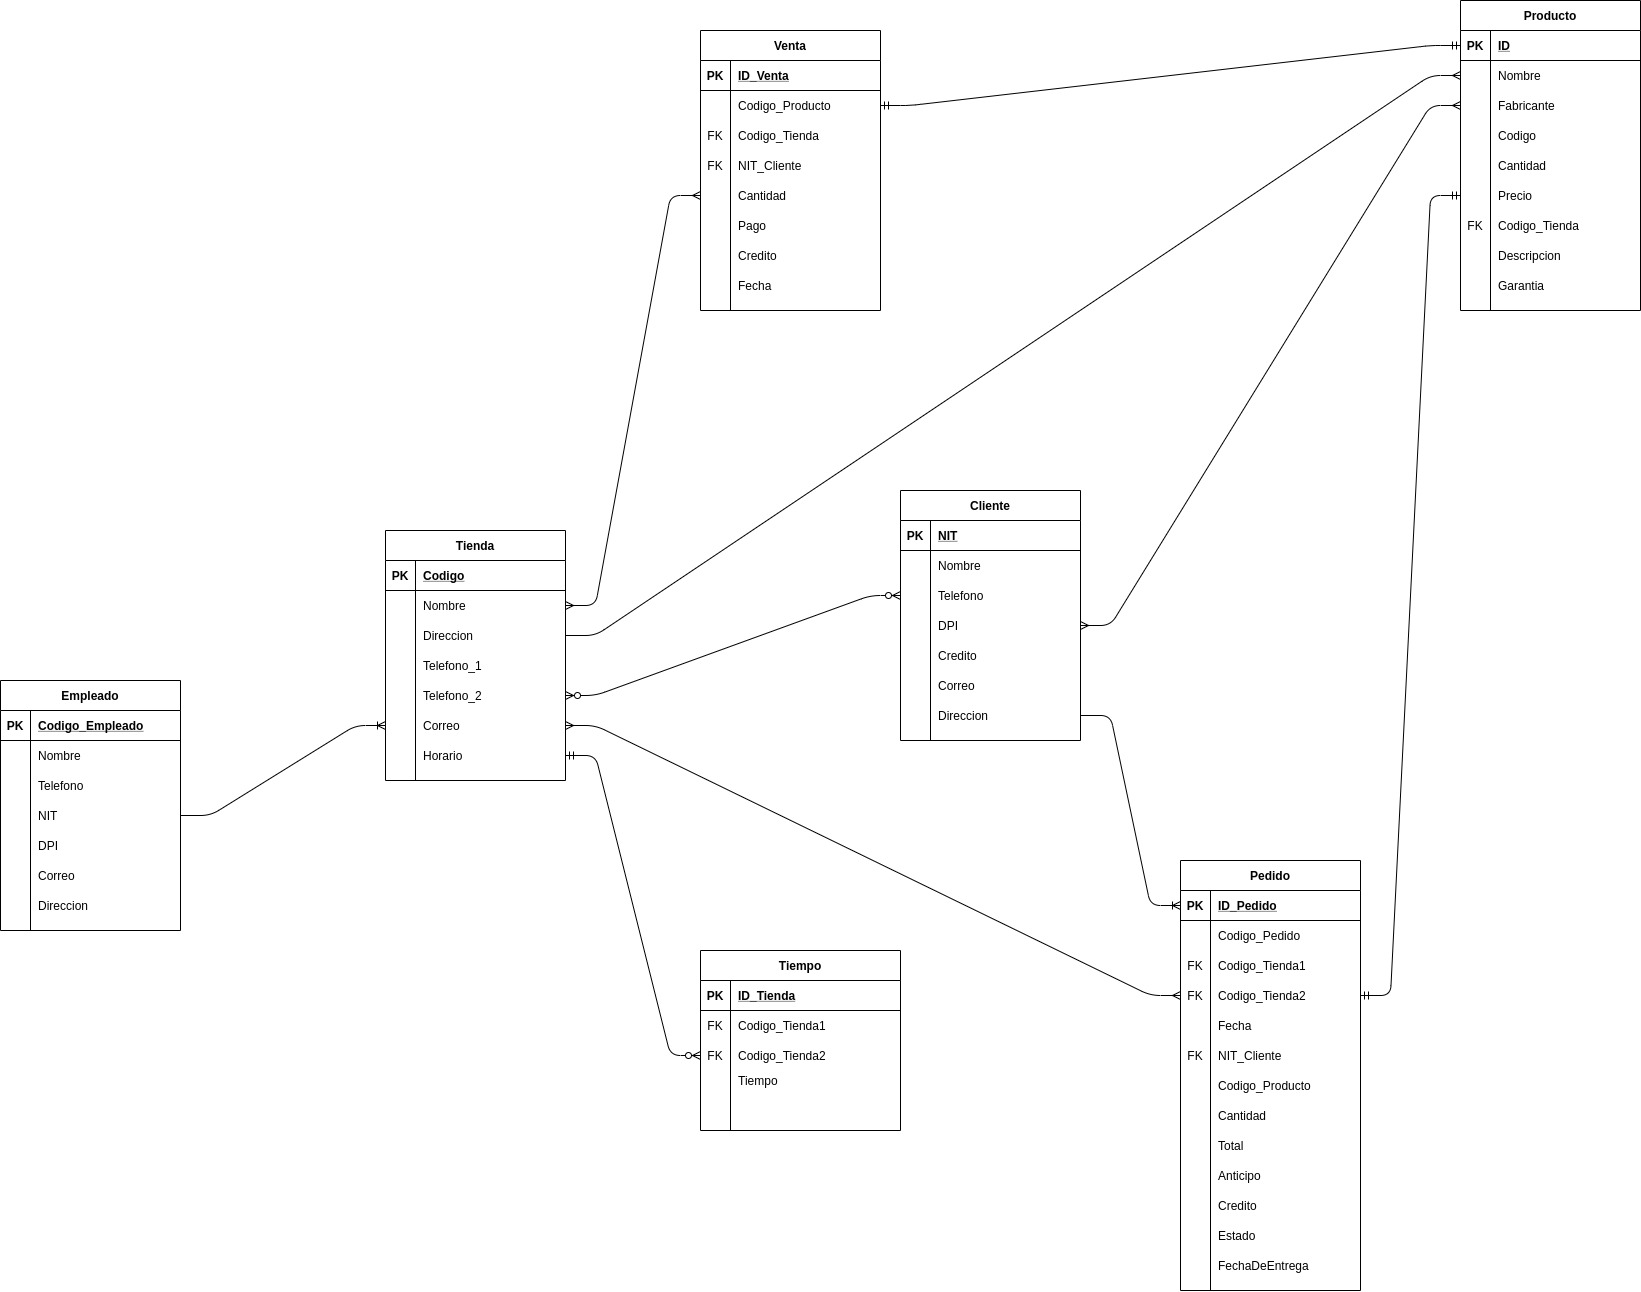 Venta
PK ID_Venta
Codigo_Producto
FK Codigo_Tienda
FK NIT_Cliente
Cantidad
Pago
Credito
Fecha
Producto
PK ID
Nombre
Fabricante
Codigo
Cantidad
Precio
FK Codigo_Tienda
Descripcion
Garantia
Tienda
PK Codigo
Nombre
Direccion
Telefono_1
Telefono_2
Correo
Horario
Cliente
PK NIT
Nombre
Telefono
DPI
Credito
Correo
Direccion
Empleado
PK Codigo_Empleado
Nombre
Telefono
NIT
DPI
Correo
Direccion
Tiempo
PK ID_Tienda
FK Codigo_Tienda1
FK Codigo_Tienda2
Tiempo
Pedido
PK ID_Pedido
Codigo_Pedido
FK Codigo_Tienda1
FK Codigo_Tienda2
Fecha
FK NIT_Cliente
Codigo_Producto
Cantidad
Total
Anticipo
Credito
Estado
FechaDeEntrega